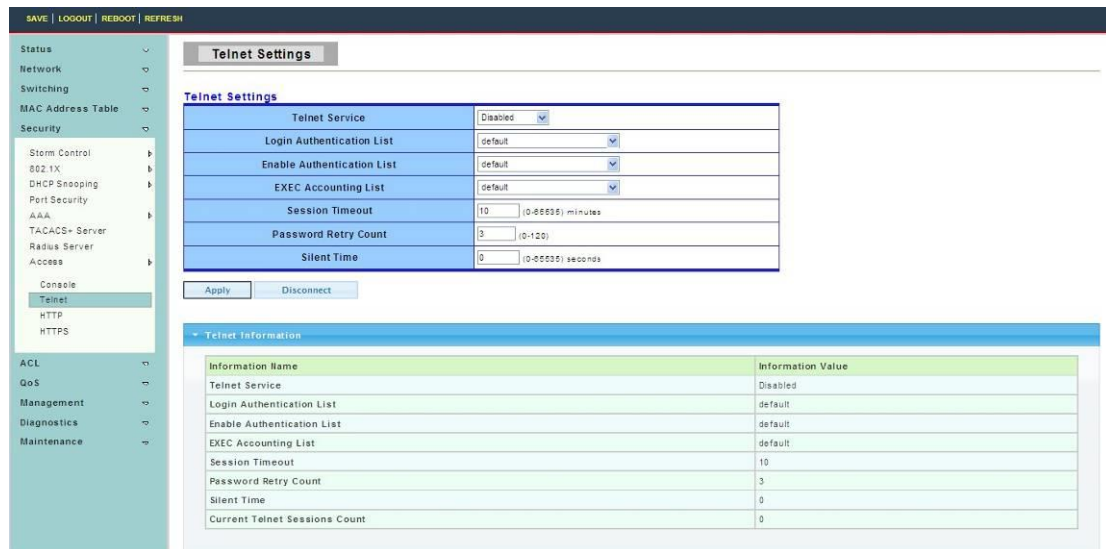 SAVE | LOGOUT | REBOOT | REFRESH
Status
Network
Switching
MAC Address Table
Security
Storm Control
802.1X
DHCP Snooping
Port Security
AAA
TACACS+ Server
Radius Server
Access
Console
Telnet
HTTP
HTTPS
ACL
QoS
Management
Diagnostics
Maintenance
Telnet Settings
Telnet Settings
Telnet Service Disabled
Login Authentication List default
Enable Authentication List default
EXEC Accounting List default
Session Timeout 10 (0-65535) minutes
Password Retry Count 3 (0-120)
Silent Time 0 (0-65535) seconds
Apply Disconnect
Telnet Information
Information Name Information Value
Telnet Service Disabled
Login Authentication List default
Enable Authentication List default
EXEC Accounting List default
Session Timeout 10
Password Retry Count 3
Silent Time 0
Current Telnet Sessions Count 0